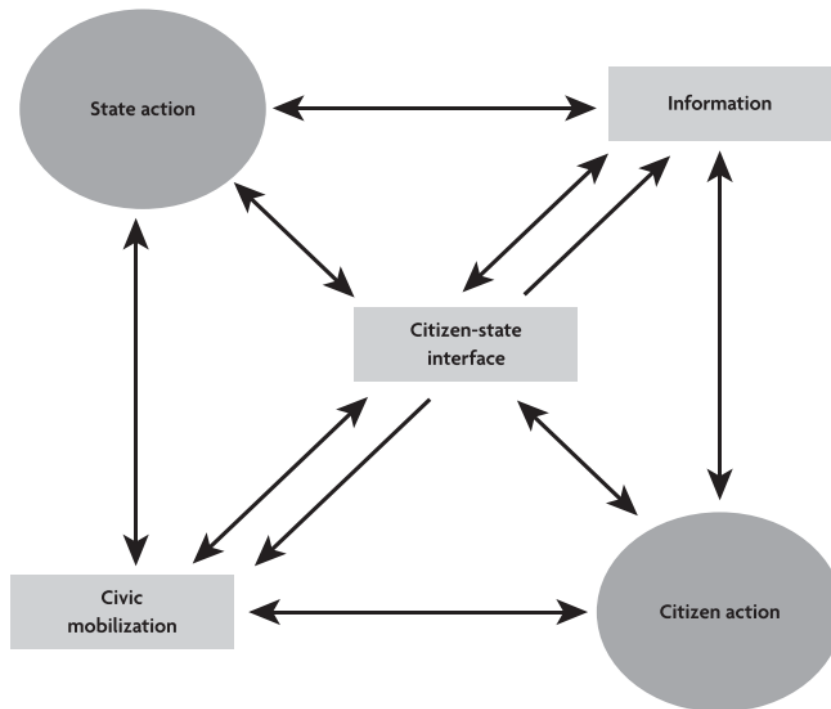 State action
Information
Citizen-state
interface
Civic
mobilization
Citizen action